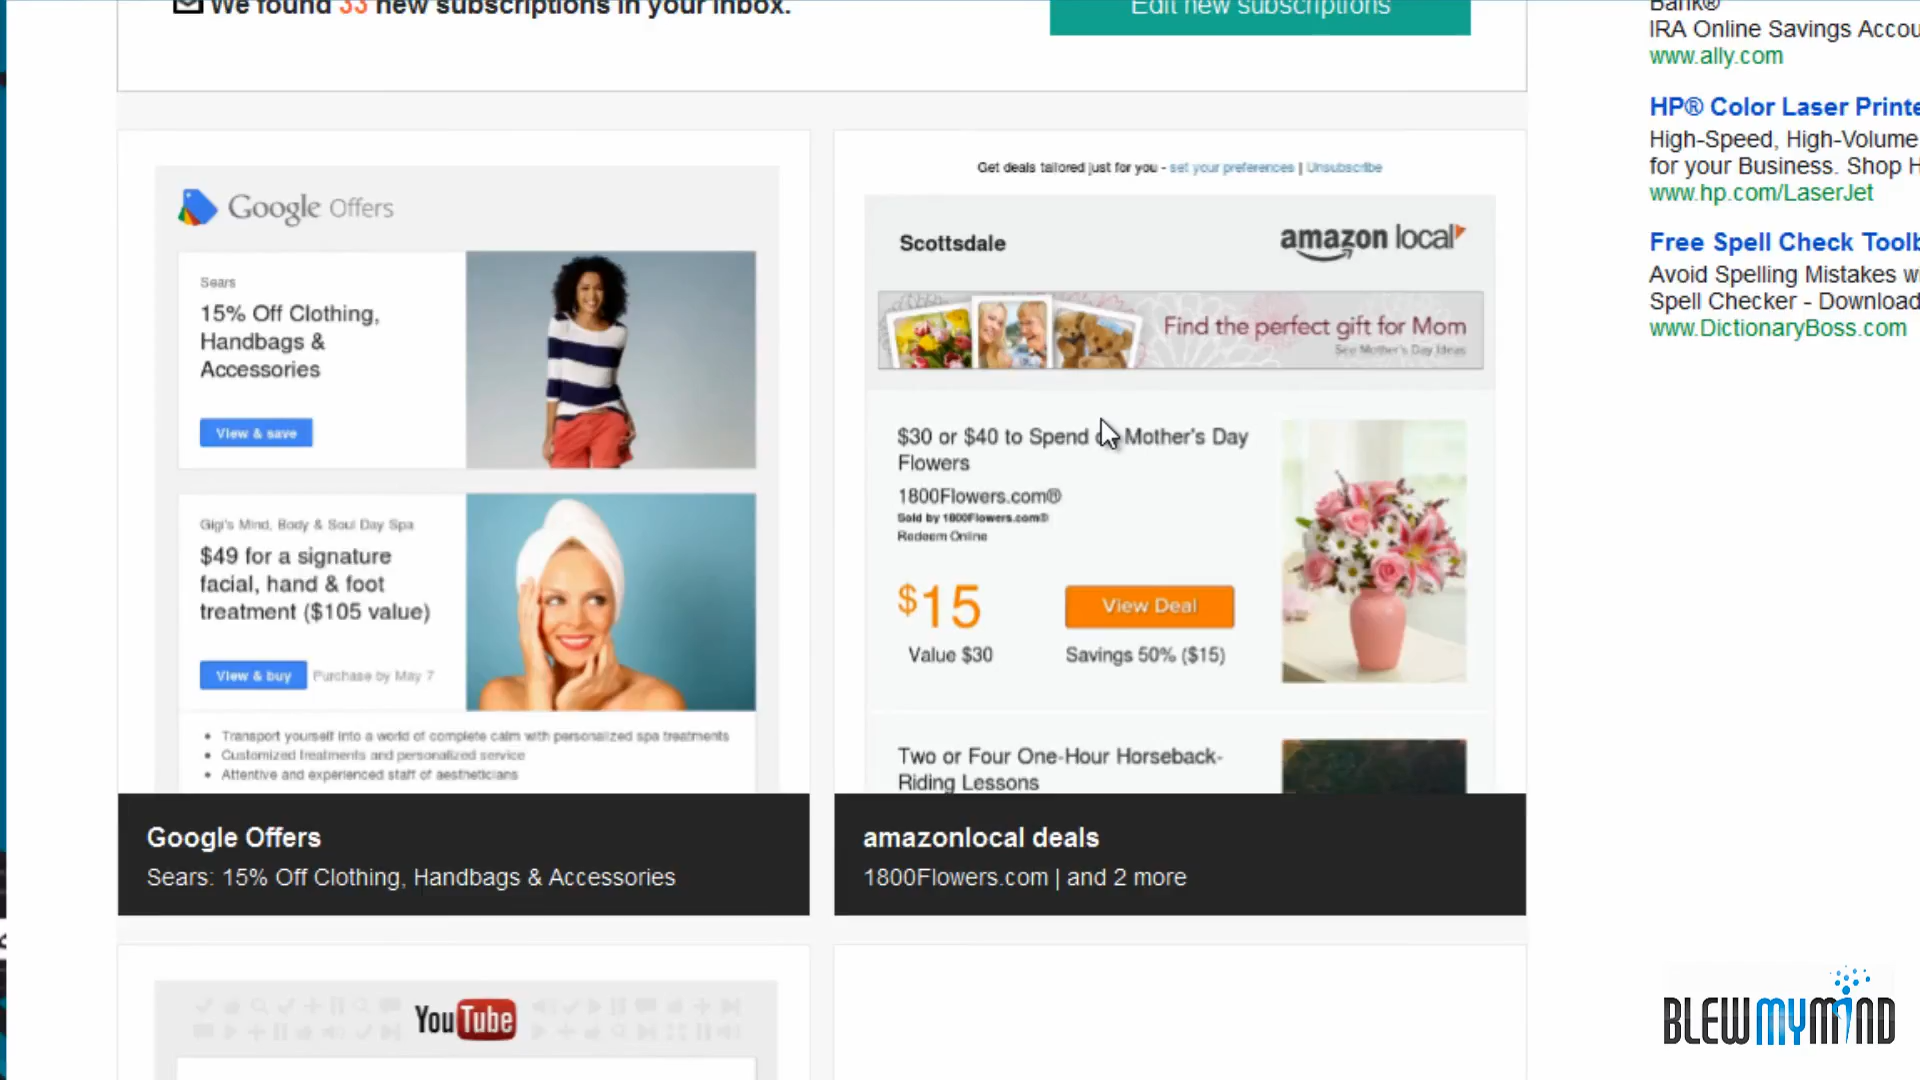 We found 33 new subscriptions in your inbox.
Edit new subscriptions
Google Offers
Sears
15% Off Clothing,
Handbags &
Accessories
View & save
Gigi's Mind, Body & Soul Day Spa
$49 for a signature
facial, hand & foot
treatment ($105 value)
View & buy Purchase by May 7
Transport yourself into a world of complete calm with personalized spa treatments
Customized treatments and personalized service
Attentive and experienced staff of aestheticians
Google Offers
Sears: 15% Off Clothing, Handbags & Accessories
Get deals tailored just for you - set your preferences | Unsubscribe
Scottsdale
amazon local
Find the perfect gift for Mom
See Mother's Day Ideas
$30 or $40 to Spend Mother's Day
Flowers
1800Flowers.com®
Sold by 1800Flowers.com®
Redeem Online
$15
View Deal
Value $30
Savings 50% ($15)
Two or Four One-Hour Horseback-
Riding Lessons
amazonlocal deals
1800Flowers.com | and 2 more
YouTube
Bank®
IRA Online Savings Accou
www.ally.com
HP® Color Laser Printe
High-Speed, High-Volume
for your Business. Shop H
www.hp.com/LaserJet
Free Spell Check Toolb
Avoid Spelling Mistakes wi
Spell Checker - Download
www.DictionaryBoss.com
BLEWMYMIND